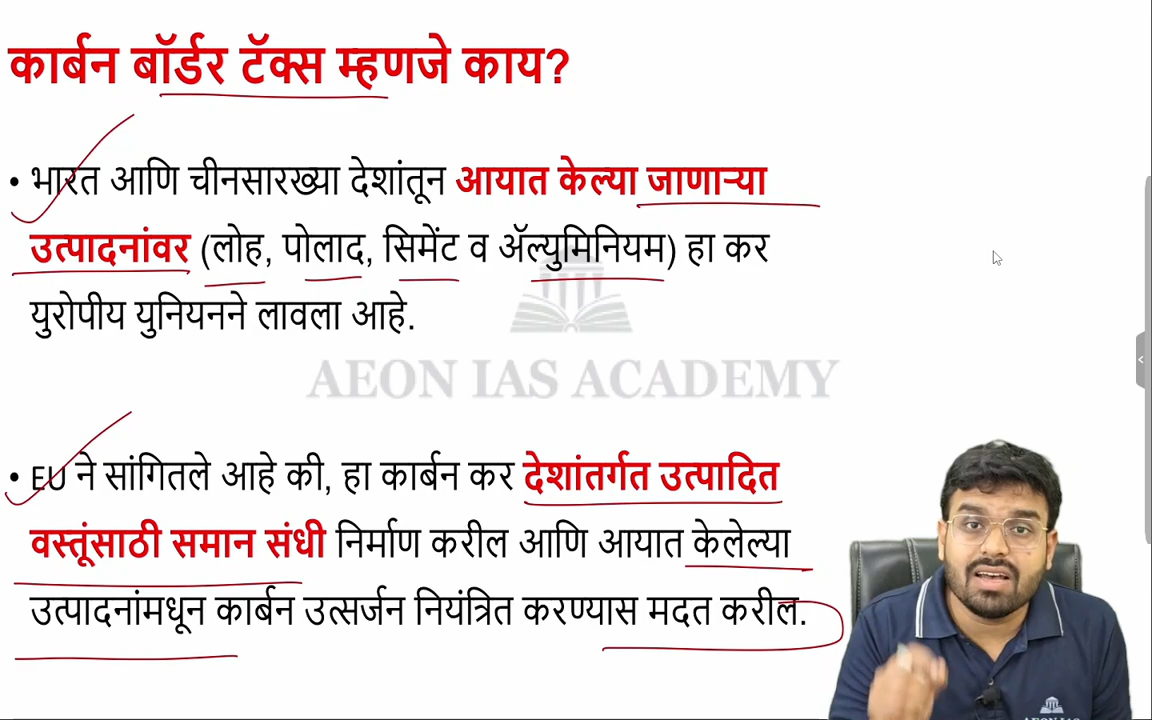 कार्बन बॉर्डर टॅक्स म्हणजे काय?
• भारत आणि चीनसारख्या देशांतून आयात केल्या जाणाऱ्या
उत्पादनांवर (लोह, पोलाद, सिमेंट व ॲल्युमिनियम) हा कर
युरोपीय युनियनने लावला आहे.
AEON IAS ACADEMY
• EU ने सांगितले आहे की, हा कार्बन कर देशांतर्गत उत्पादित
वस्तूंसाठी समान संधी निर्माण करील आणि आयात केलेल्या
उत्पादनांमधून कार्बन उत्सर्जन नियंत्रित करण्यास मदत करील.
AEON IAS